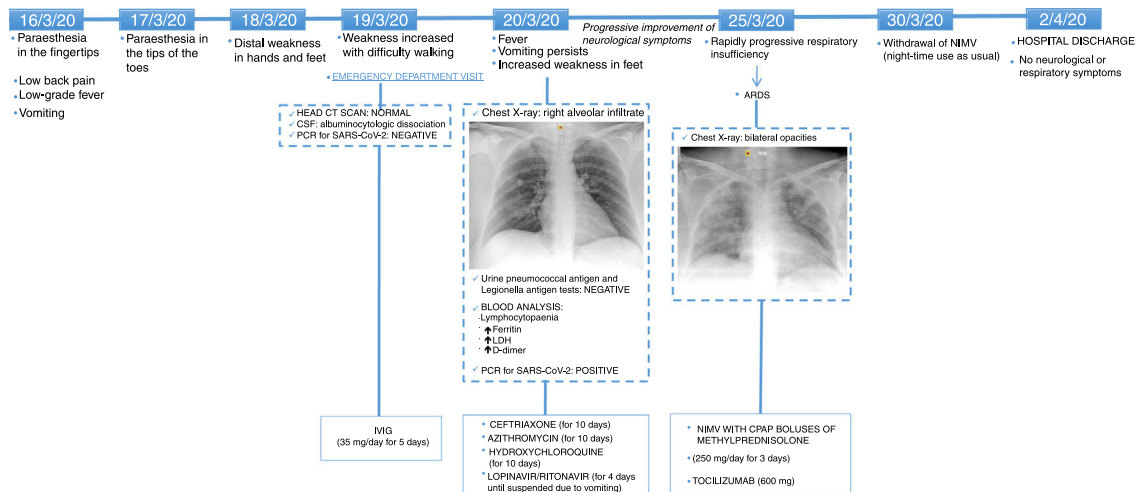 16/3/20
17/3/20
18/3/20
19/3/20
20/3/20
25/3/20
30/3/20
2/4/20
• Paraesthesia
in the fingertips
• Low back pain
• Low-grade fever
• Vomiting
• Paraesthesia in
the tips of the
toes
• Distal weakness
in hands and feet
• Weakness increased
with difficulty walking
• EMERGENCY DEPARTMENT VISIT
✓ HEAD CT SCAN: NORMAL
✓ CSF: albuminocytologic dissociation
✓ PCR for SARS-CoV-2: NEGATIVE
IVIG
(35 mg/day for 5 days)
• Fever
• Vomiting persists
• Increased weakness in feet
✓ Chest X-ray: right alveolar infiltrate
✓ Urine pneumococcal antigen and
Legionella antigen tests: NEGATIVE
✓ BLOOD ANALYSIS:
·Lymphocytopaenia
· ↑Ferritin
· ↑LDH
· ↑D-dimer
✓ PCR for SARS-CoV-2: POSITIVE
• CEFTRIAXONE (for 10 days)
• AZITHROMYCIN (for 10 days)
• HYDROXYCHLOROQUINE
(for 10 days)
• LOPINAVIR/RITONAVIR (for 4 days
until suspended due to vomiting)
Progressive improvement of
neurological symptoms
• Rapidly progressive respiratory
insufficiency
• ARDS
✓ Chest X-ray: bilateral opacities
• NIMV WITH CPAP BOLUSES OF
METHYLPREDNISOLONE
• (250 mg/day for 3 days)
• TOCILIZUMAB (600 mg)
• Withdrawal of NIMV
(night-time use as usual)
• HOSPITAL DISCHARGE
• No neurological or
respiratory symptoms